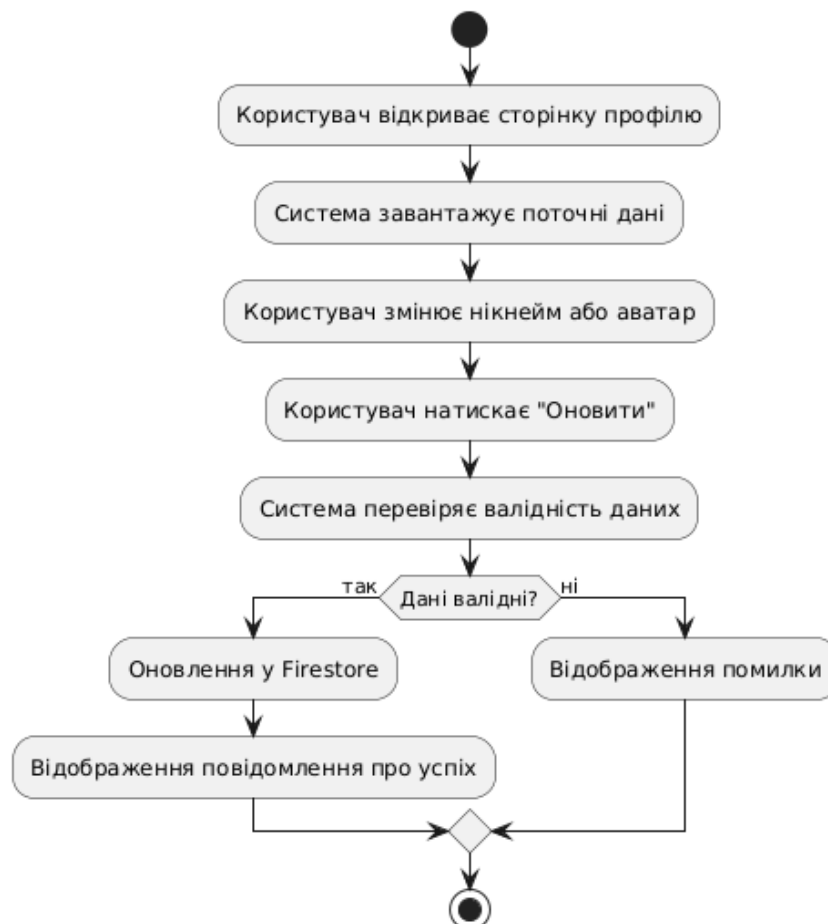 Користувач відкриває сторінку профілю
Система завантажує поточні дані
Користувач змінює нікнейм або аватар
Користувач натискає "Оновити"
Система перевіряє валідність даних
так
Дані валідні?
ні
Оновлення у Firestore
Відображення помилки
Відображення повідомлення про успіх